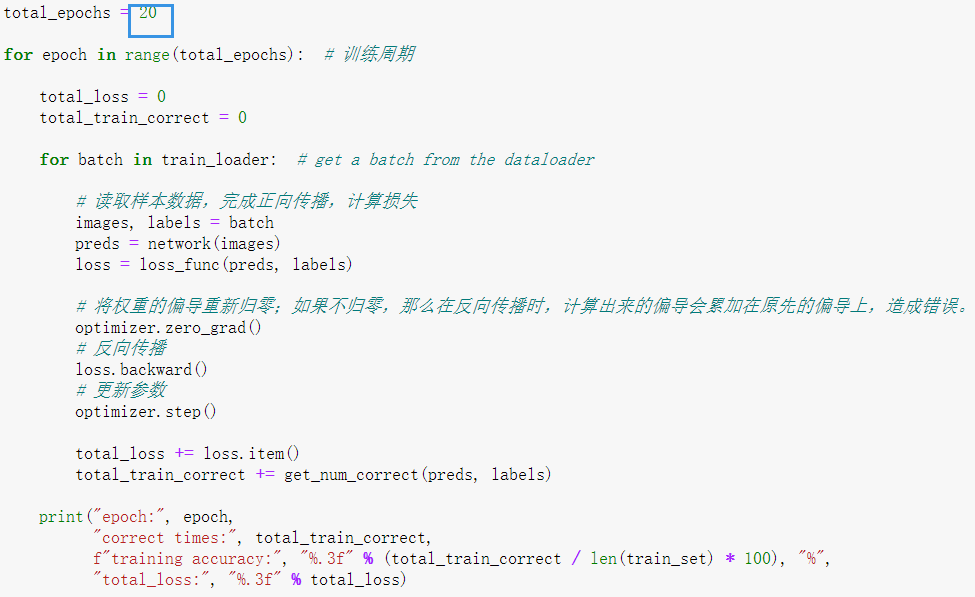 total_epochs = 20
for epoch in range(total_epochs):  # 训练周期
    total_loss = 0
    total_train_correct = 0
    for batch in train_loader:  # get a batch from the dataloader
        # 读取样本数据，完成正向传播，计算损失
        images, labels = batch
        preds = network(images)
        loss = loss_func(preds, labels)
        # 将权重的偏导重新归零；如果不归零，那么在反向传播时，计算出来的偏导会累加在原先的偏导上，造成错误。
        optimizer.zero_grad()
        # 反向传播
        loss.backward()
        # 更新参数
        optimizer.step()
        total_loss += loss.item()
        total_train_correct += get_num_correct(preds, labels)
    print("epoch:", epoch,
          "correct times:", total_train_correct,
          f"training accuracy:", "%.3f" % (total_train_correct / len(train_set) * 100), "%",
          "total_loss:", "%.3f" % total_loss)